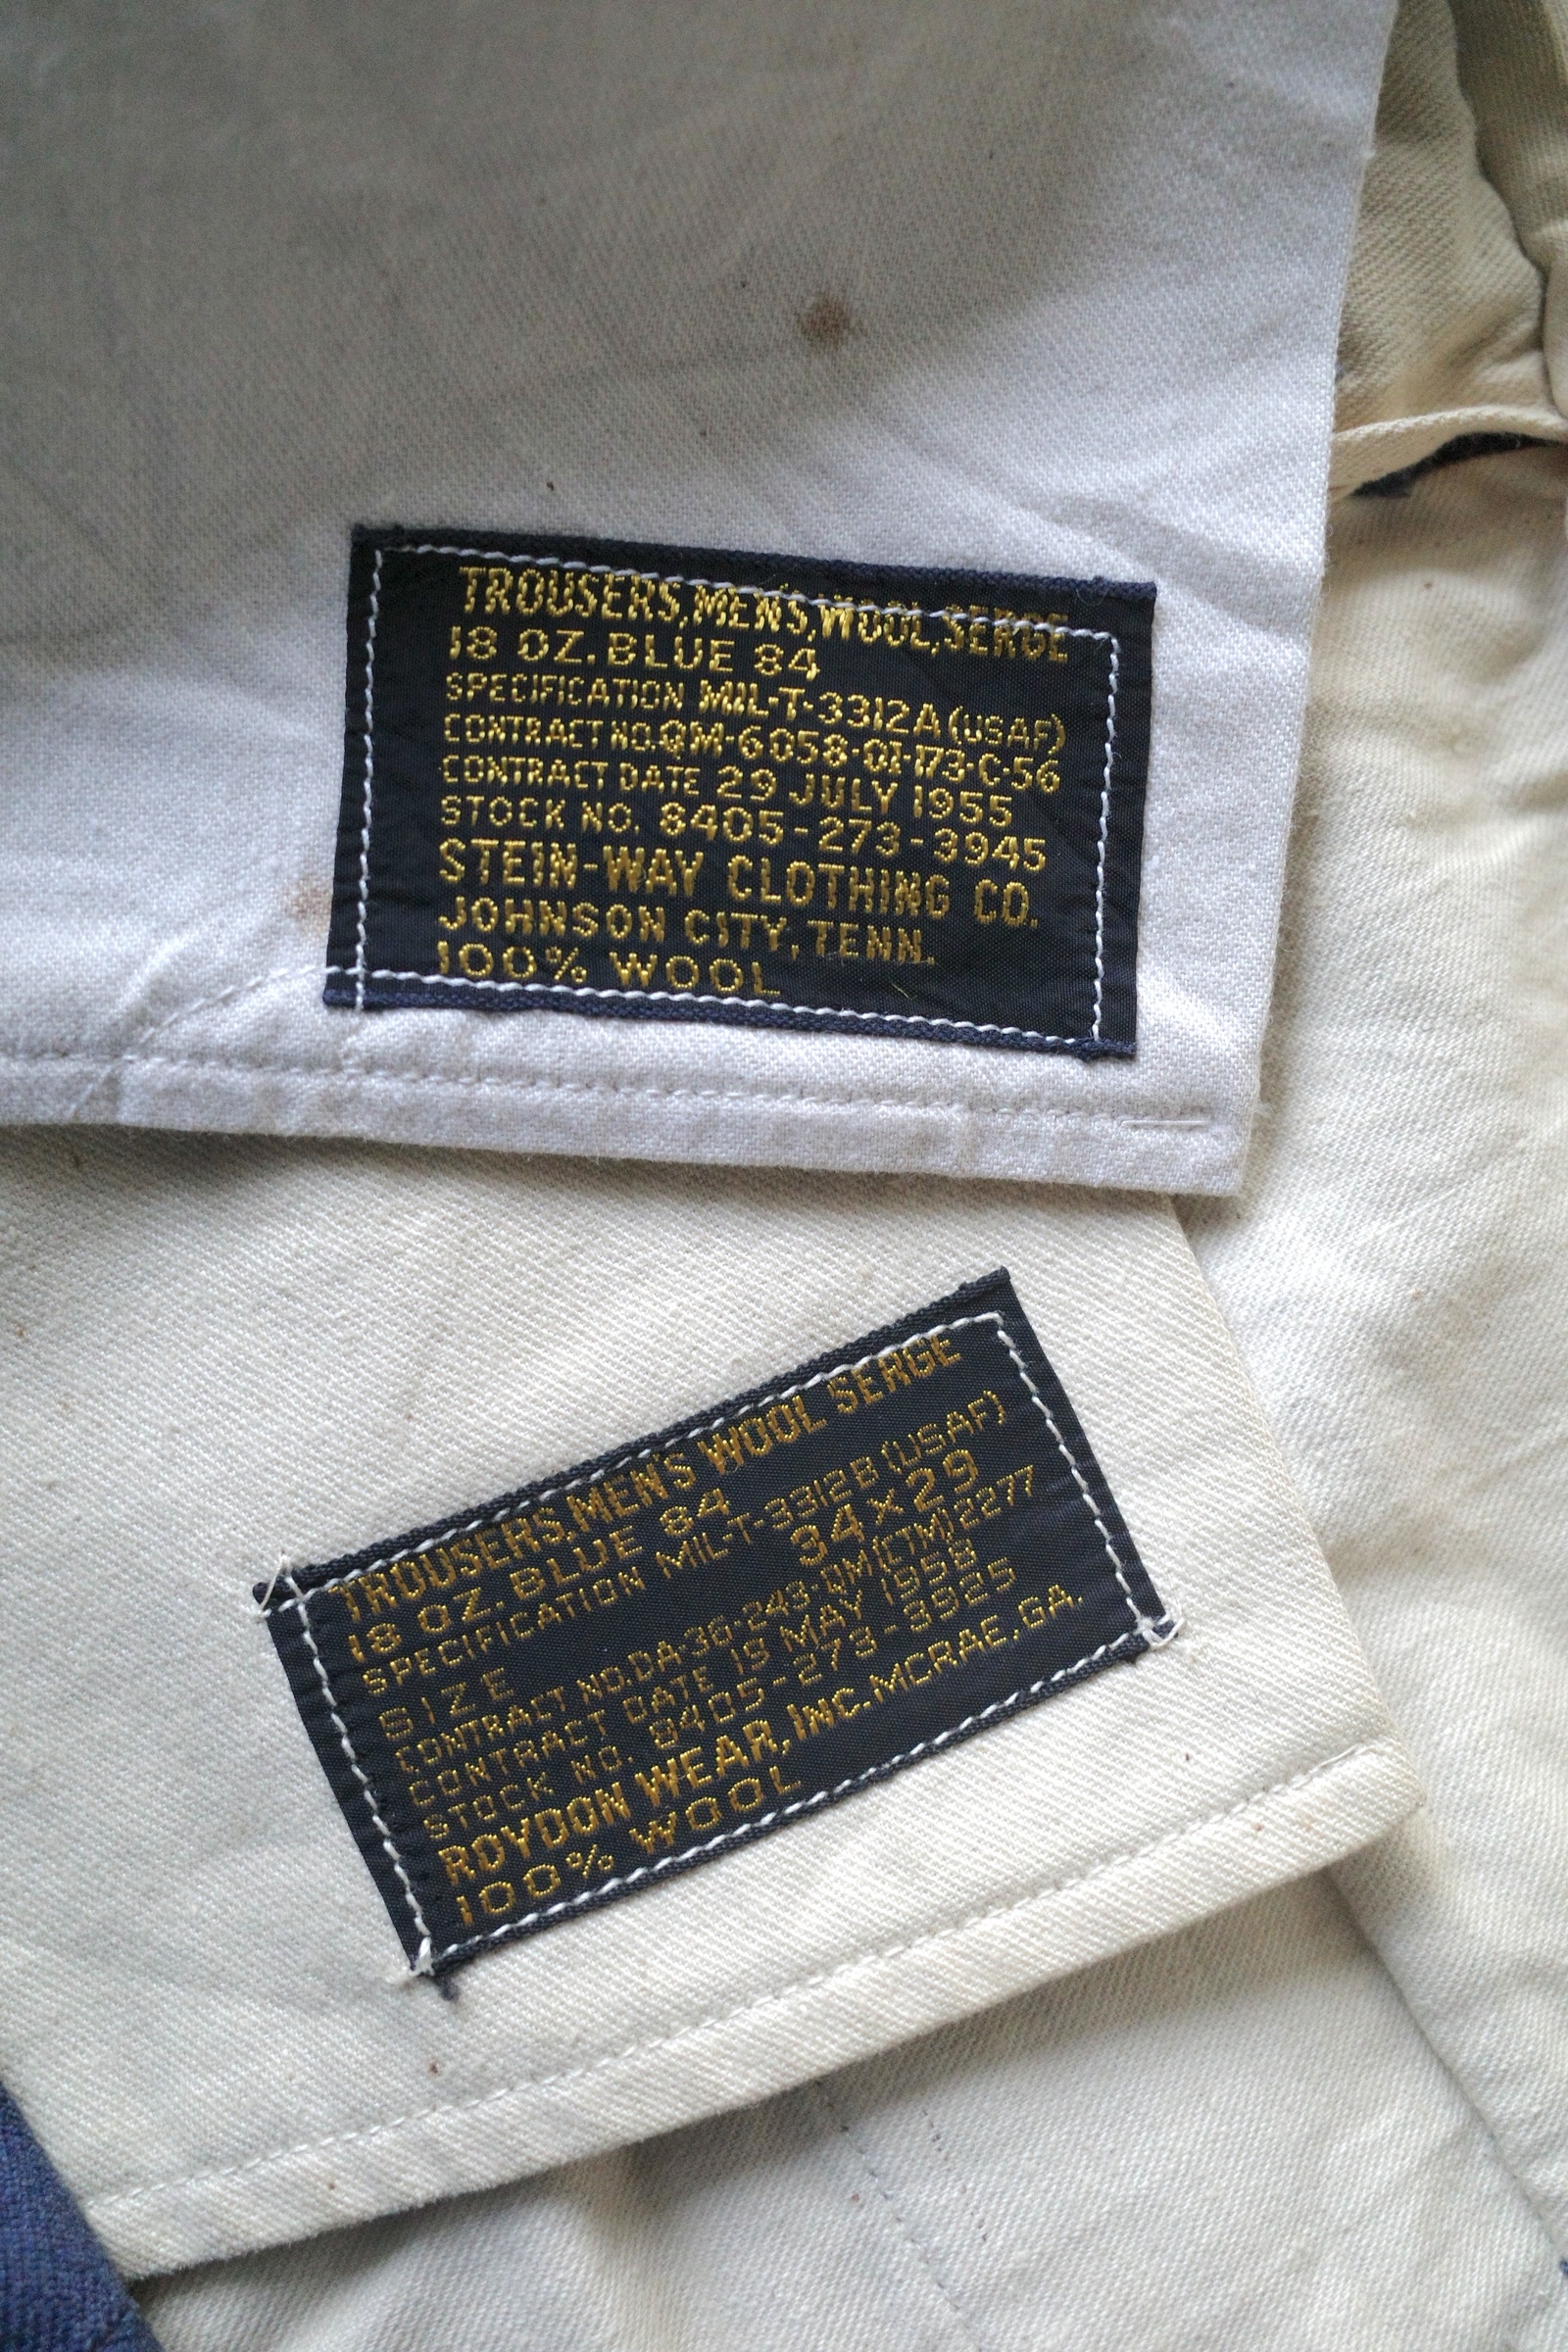 TROUSERS, MEN'S, WOOL, SERGE
18 OZ. BLUE 84
SPECIFICATION MIL-T-3312A (USAF)
CONTRACT NO. QM-6058-01-173-C-56
CONTRACT DATE 29 JULY 1955
STOCK NO. 8405-273-3945
STEIN-WAY CLOTHING CO.
JOHNSON CITY, TENN.
100% WOOL
TROUSERS, MEN'S WOOL SERGE
18 OZ. BLUE 84
SPECIFICATION MIL-T-3312B (USAF)
SIZE 34×29
CONTRACT NO. DA-36-243-QM(CTM)2277
CONTRACT DATE 19 MAY 1958
STOCK NO. 8405-273-3925
ROYDON WEAR, INC. MCRAE, GA.
100% WOOL